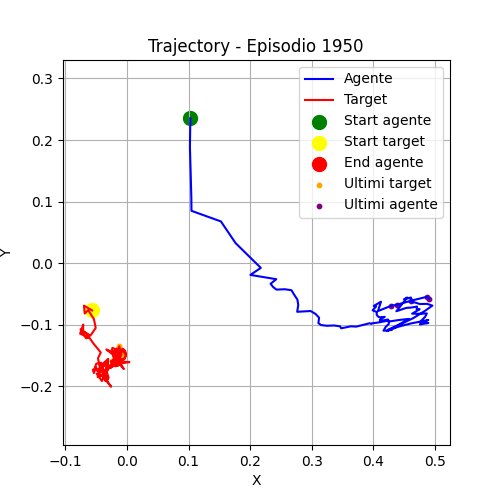 Trajectory - Episodio 1950
Agente
Target
Start agente
Start target
End agente
Ultimi target
Ultimi agente
0.3
0.2
0.1
0.0
−0.1
−0.2
Y
−0.1
0.0
0.1
0.2
0.3
0.4
0.5
X